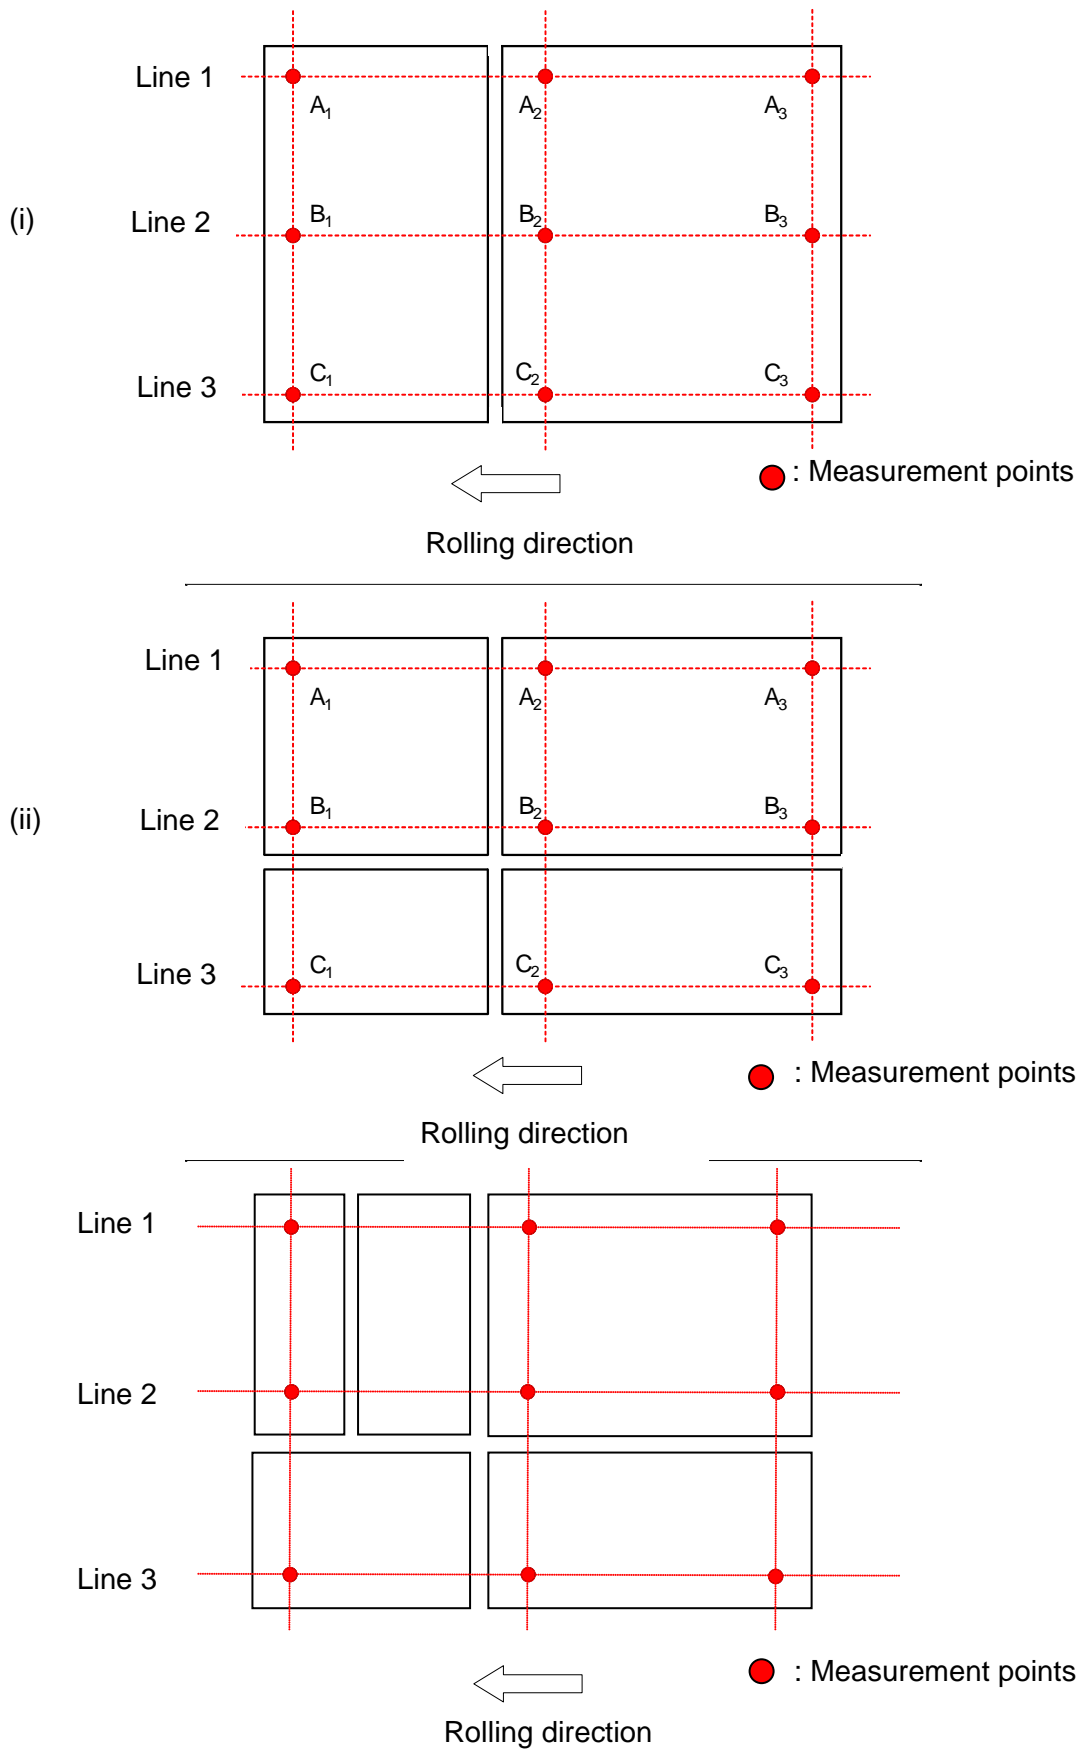 Line 1
A1 A2 A3
(i) Line 2 B1 B2 B3
Line 3 C1 C2 C3
: Measurement points
Rolling direction
Line 1
A1 A2 A3
(ii) Line 2 B1 B2 B3
Line 3 C1 C2 C3
: Measurement points
Rolling direction
Line 1
Line 2
Line 3
: Measurement points
Rolling direction